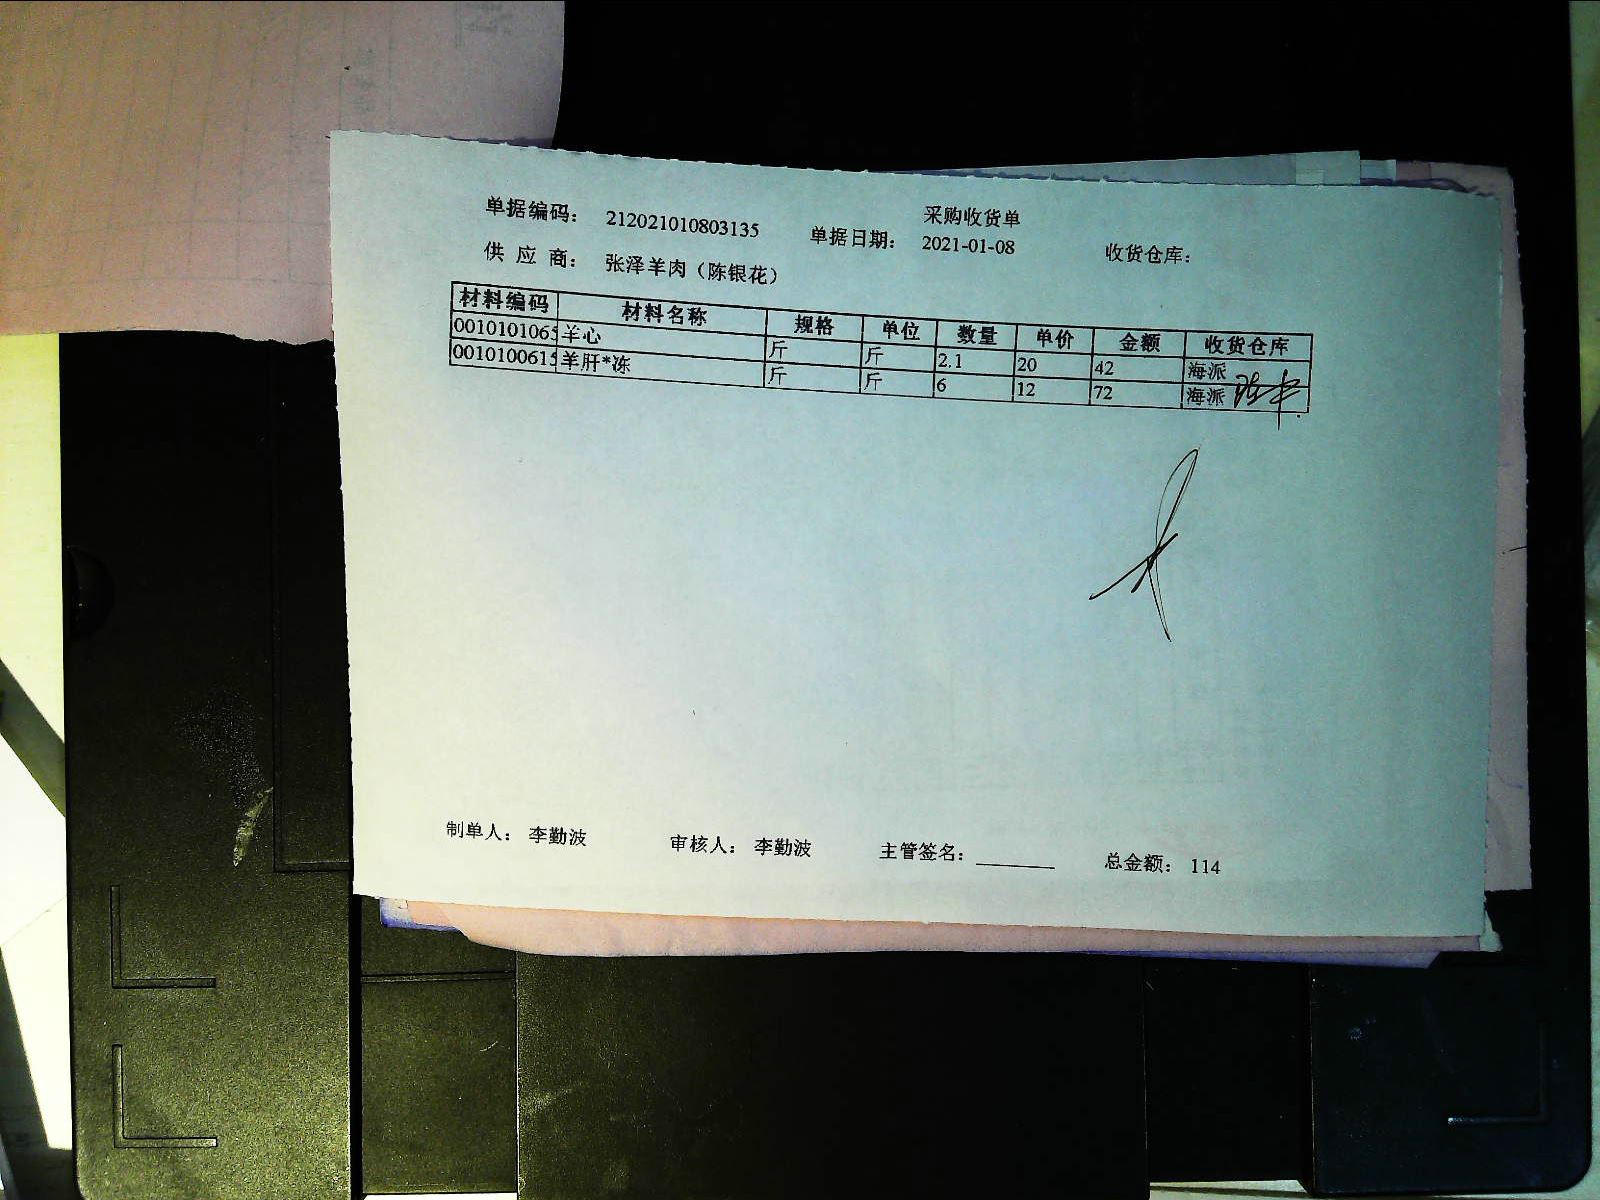 采购收货单
单据编码： 212021010803135 单据日期： 2021-01-08 收货仓库：
供 应 商： 张泽羊肉（陈银花）
材料编码 材料名称 规格 单位 数量 单价 金额 收货仓库
0010101065 羊心 斤 斤 2.1 20 42 海派
0010100615 羊肝*冻 斤 斤 6 12 72 海派
制单人： 李勤波 审核人： 李勤波 主管签名： 总金额： 114